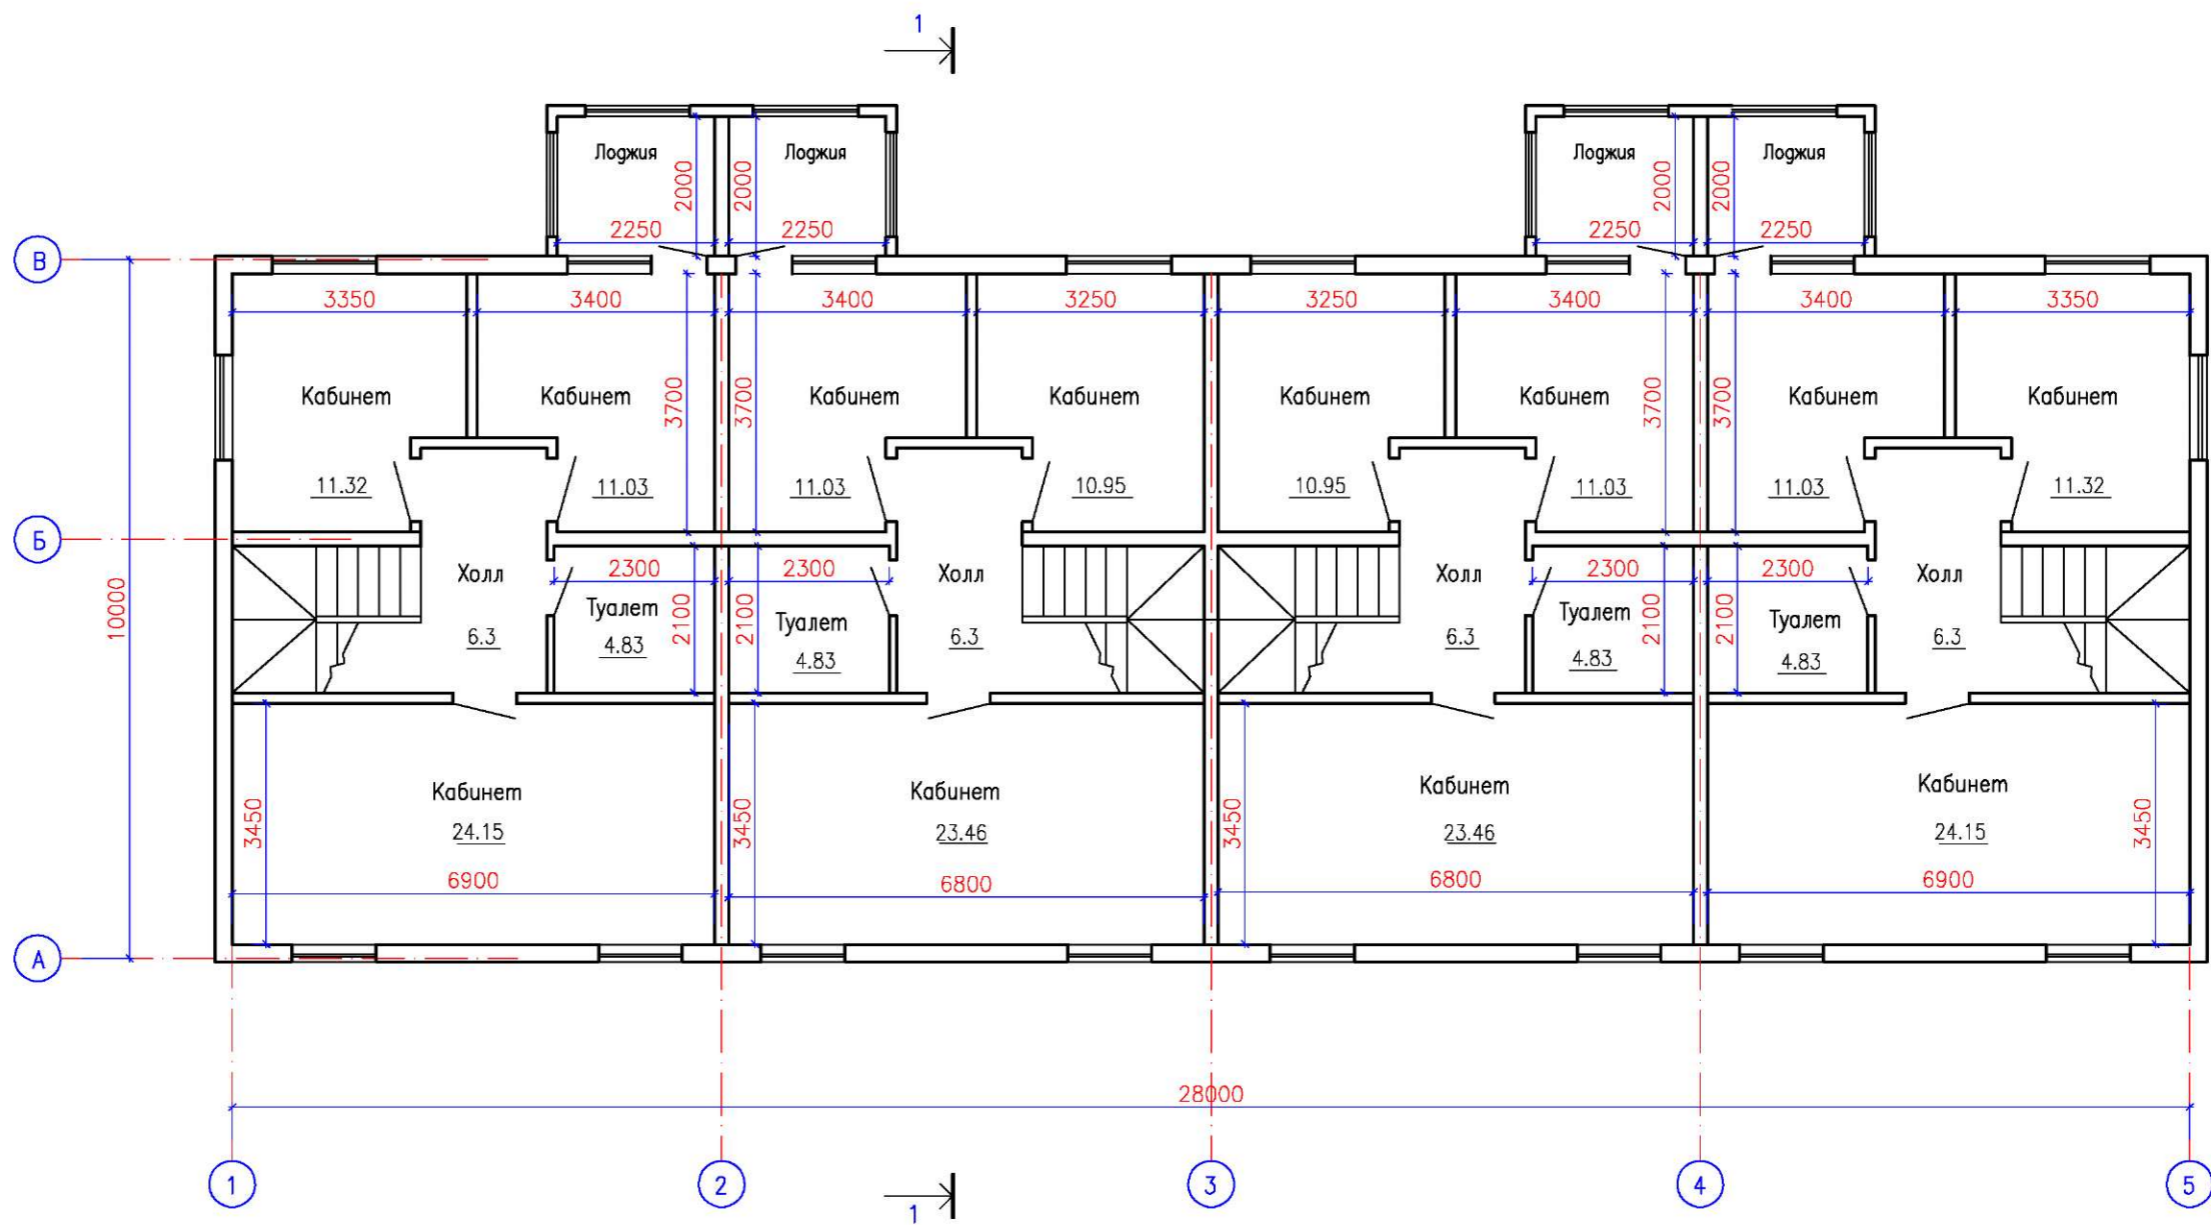 1
Лоджия Лоджия Лоджия Лоджия
2000 2000 2000 2000
2250 2250 2250 2250
В
3350 3400 3400 3250 3250 3400 3400 3350
Кабинет Кабинет Кабинет Кабинет Кабинет Кабинет Кабинет Кабинет
3700 3700 3700 3700
11.32 11.03 11.03 10.95 10.95 11.03 11.03 11.32
Б
Холл 2300 2300 Холл Холл 2300 2300 Холл
10000
Туалет 2100 2100 Туалет Туалет 2100 2100 Туалет
6.3 4.83 4.83 6.3 6.3 4.83 4.83 6.3
Кабинет Кабинет Кабинет Кабинет
3450 24.15 3450 23.46 3450 23.46 24.15 3450
6900 6800 6800 6900
А
28000
1 2 3 4 5
1